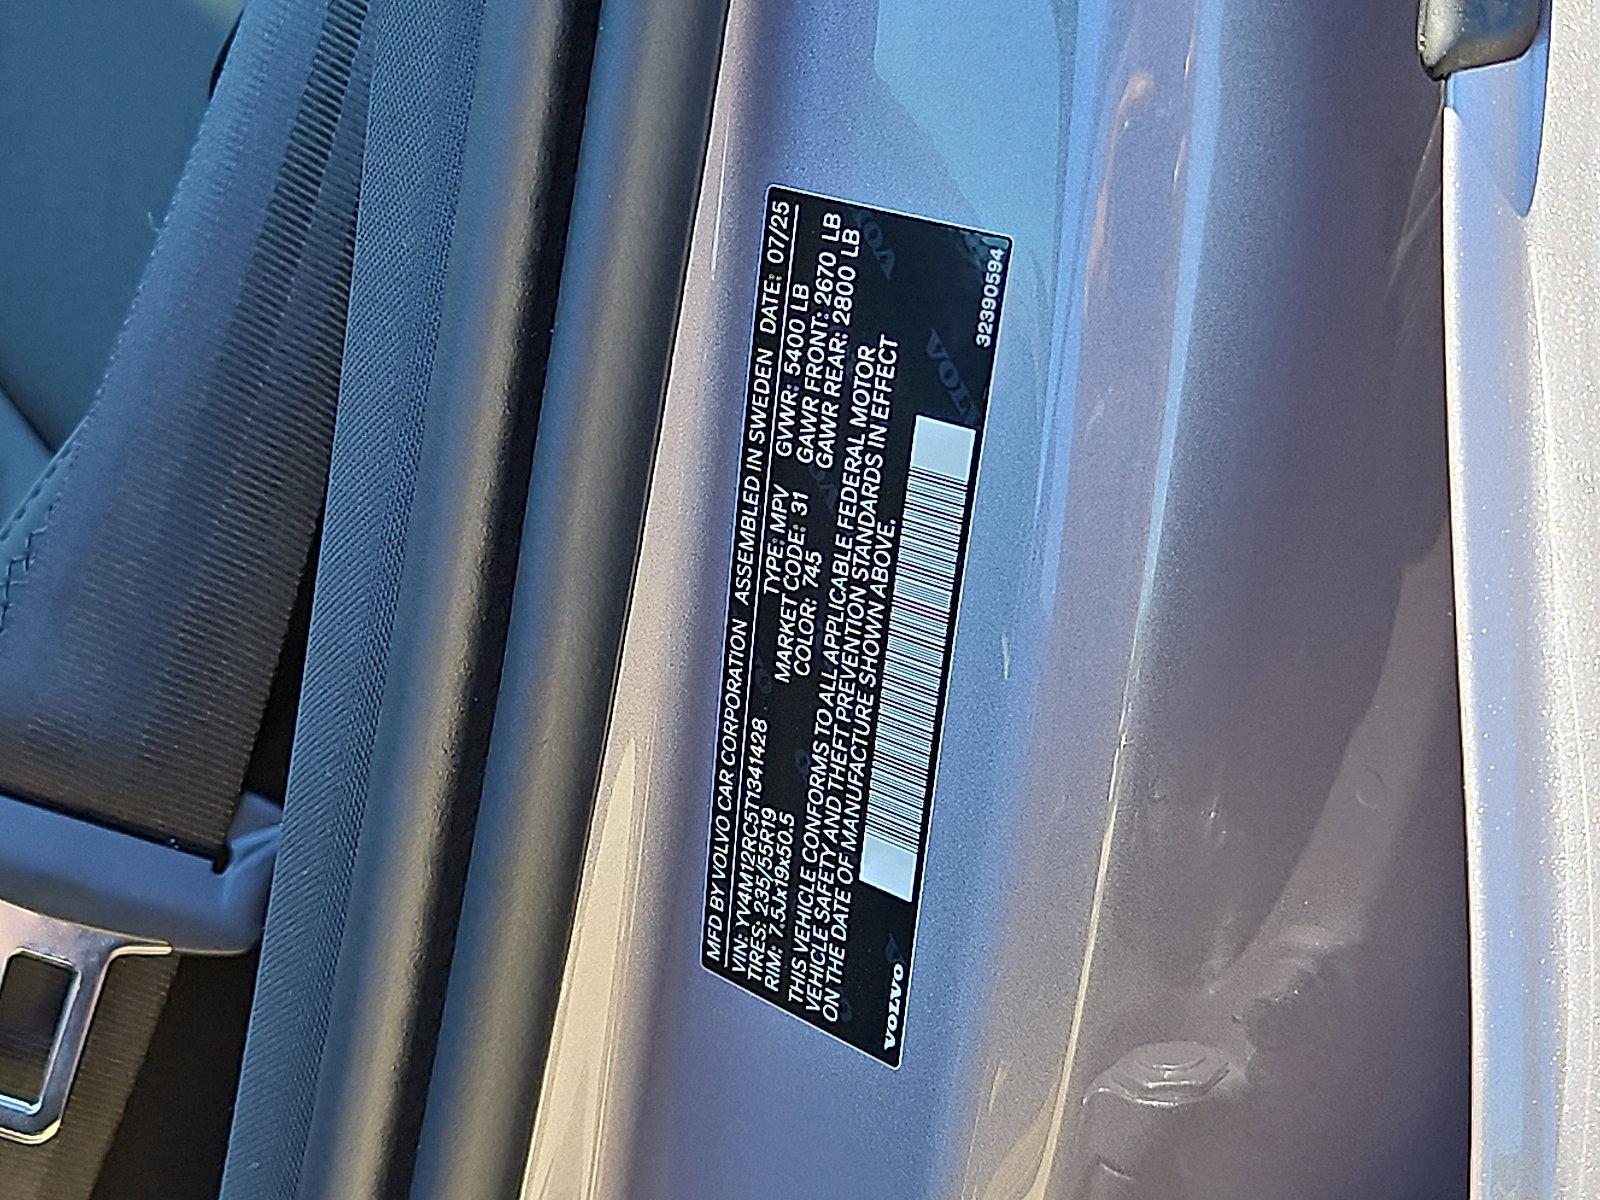 MFD BY VOLVO CAR CORPORATION ASSEMBLED IN SWEDEN DATE: 07/25
VIN: YV4M12RC5T1341428 TYPE: MPV GVWR: 5400 LB
TIRES: 235/55R19 MARKET CODE: 31 GAWR FRONT: 2670 LB
RIM: 7.5Jx19x50.5 COLOR: 745 GAWR REAR: 2800 LB
THIS VEHICLE CONFORMS TO ALL APPLICABLE FEDERAL MOTOR
VEHICLE SAFETY AND THEFT PREVENTION STANDARDS IN EFFECT
ON THE DATE OF MANUFACTURE SHOWN ABOVE.
VOLVO
32390594